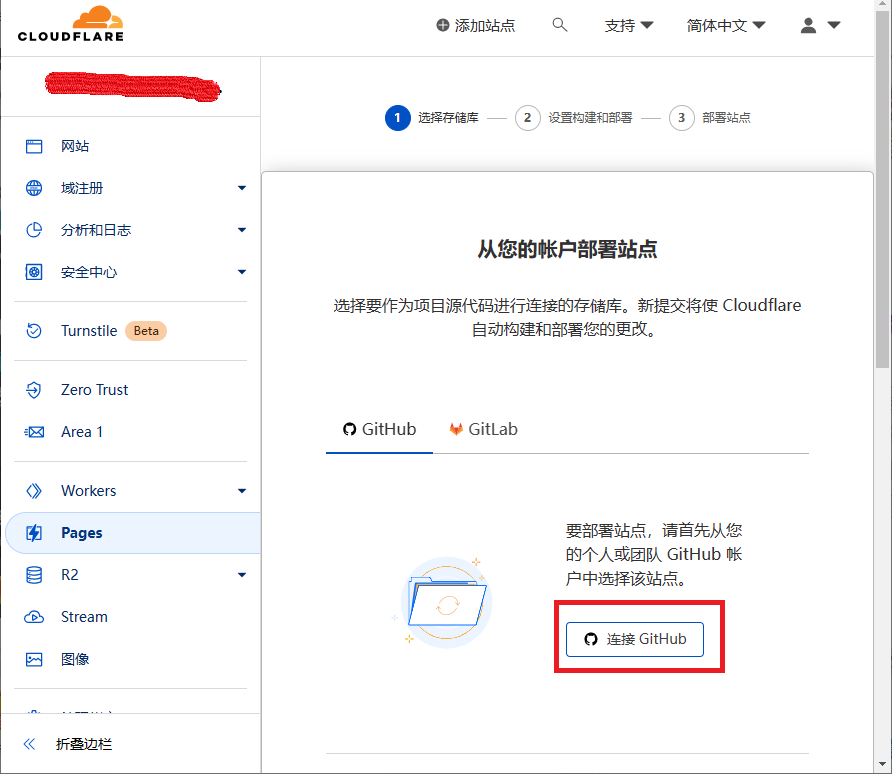 CLOUDFLARE
添加站点
支持
简体中文
网站
域注册
分析和日志
安全中心
Turnstile Beta
Zero Trust
Area 1
Workers
Pages
R2
Stream
图像
折叠边栏
1 选择存储库
2 设置构建和部署
3 部署站点
从您的帐户部署站点
选择要作为项目源代码进行连接的存储库。新提交将使 Cloudflare
自动构建和部署您的更改。
GitHub
GitLab
要部署站点，请首先从您
的个人或团队 GitHub 帐
户中选择该站点。
连接 GitHub